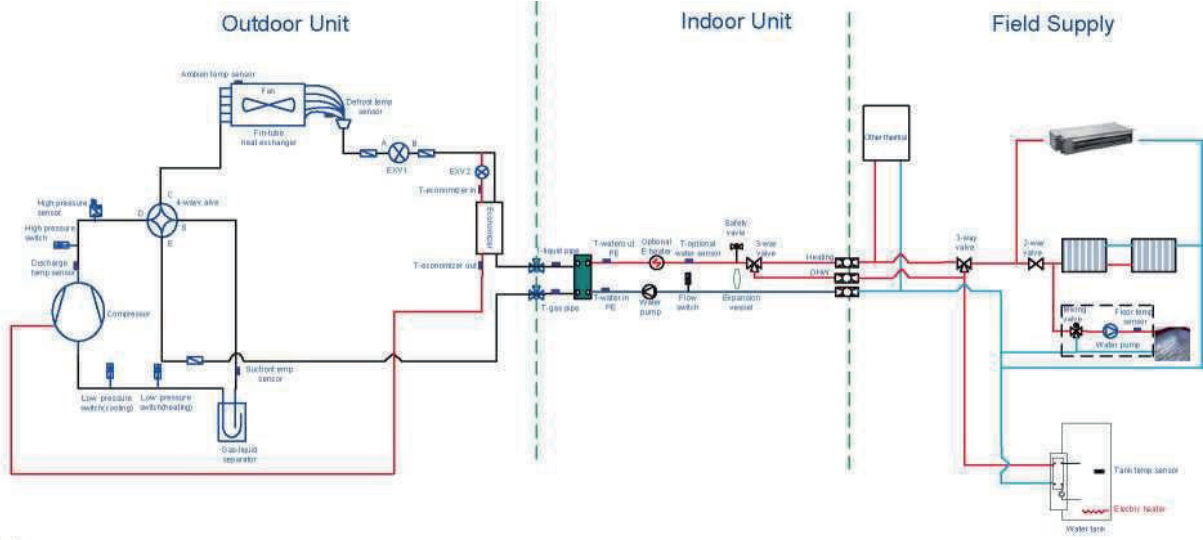 Outdoor Unit
Indoor Unit
Field Supply
Ambien temp sensor
Fan
Defrost temp
sensor
Fin-tube
heat exchanger
A
B
EXV1
EXV2
T-economizer in
Economizer
T-economizer out
High pressure
sensor
High pressure
switch
Discharge
temp sensor
C
D
S
E
4-way valve
Compressor
Suction temp
sensor
Low pressure
switch(cooling)
Low pressure
switch(heating)
Gas-liquid
separator
T-liquid pipe
T-gas pipe
T-water out
PE
Optional
E-heater
T-optional
water sensor
Safety
valve
3-way
valve
Heating
DHW
T-water in
PE
Water
pump
Flow
switch
Expansion
vessel
Other thermal
3-way
valve
2-way
valve
Mixing
valve
Floor temp
sensor
Water pump
Tank temp sensor
Electric heater
Water tank